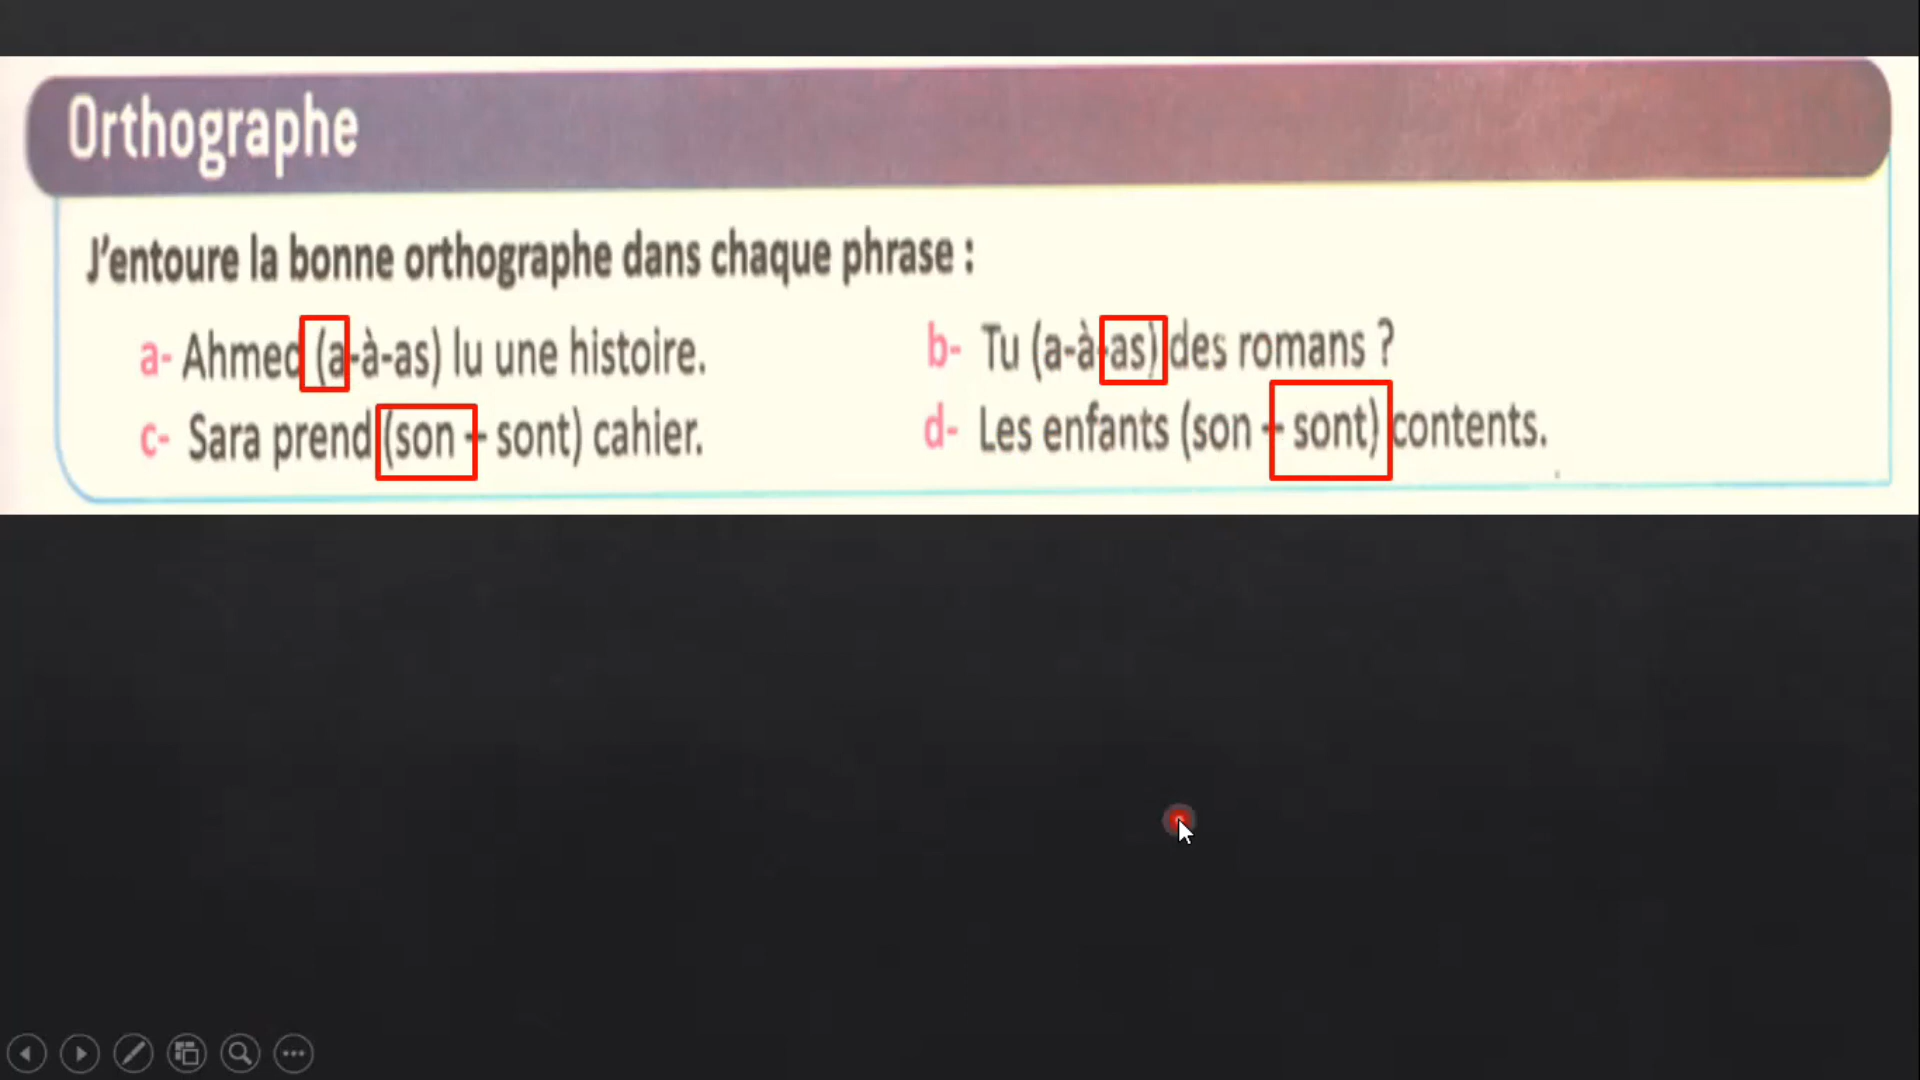 Orthographe
J'entoure la bonne orthographe dans chaque phrase :
a- Ahmed (a-à-as) lu une histoire.
b- Tu (a-à-as) des romans ?
c- Sara prend (son - sont) cahier.
d- Les enfants (son - sont) contents.